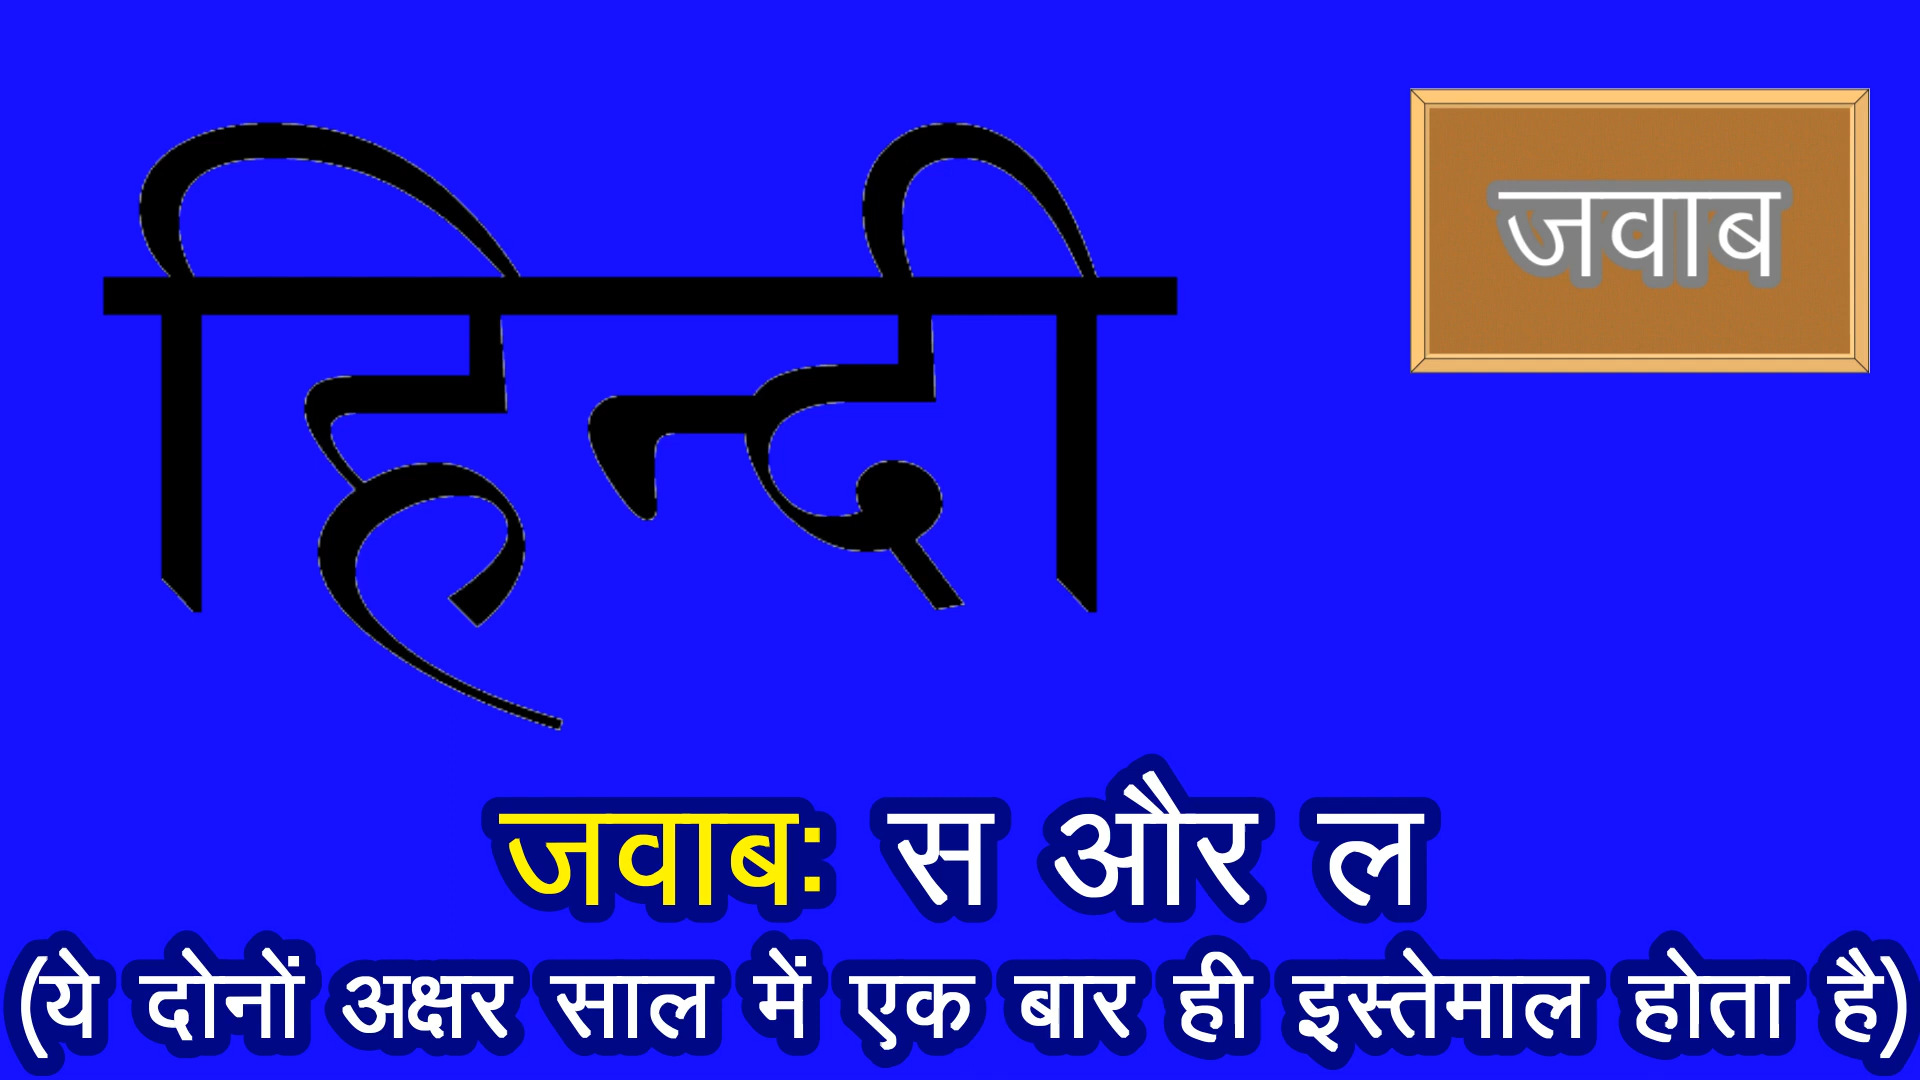 हिन्दी
जवाब
जवाब: स और ल
(ये दोनों अक्षर साल में एक बार ही इस्तेमाल होता है)